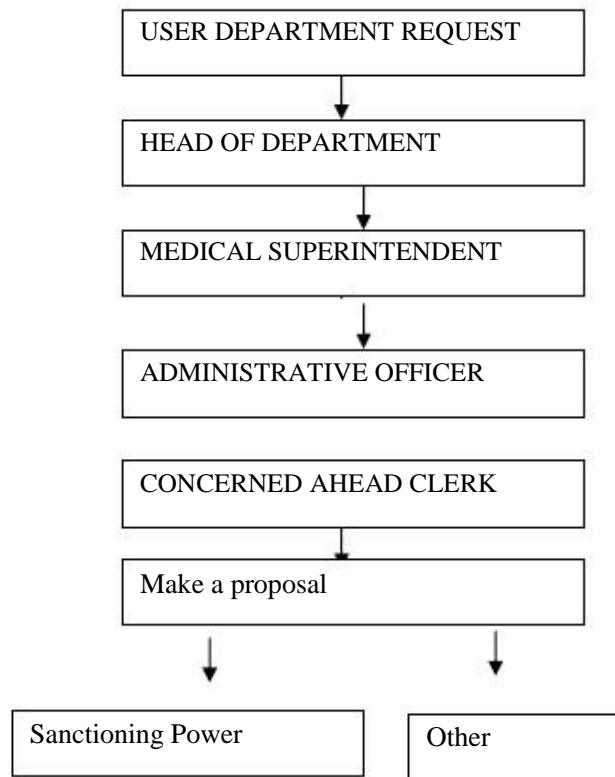 USER DEPARTMENT REQUEST
HEAD OF DEPARTMENT
MEDICAL SUPERINTENDENT
ADMINISTRATIVE OFFICER
CONCERNED AHEAD CLERK
Make a proposal
Sanctioning Power
Other